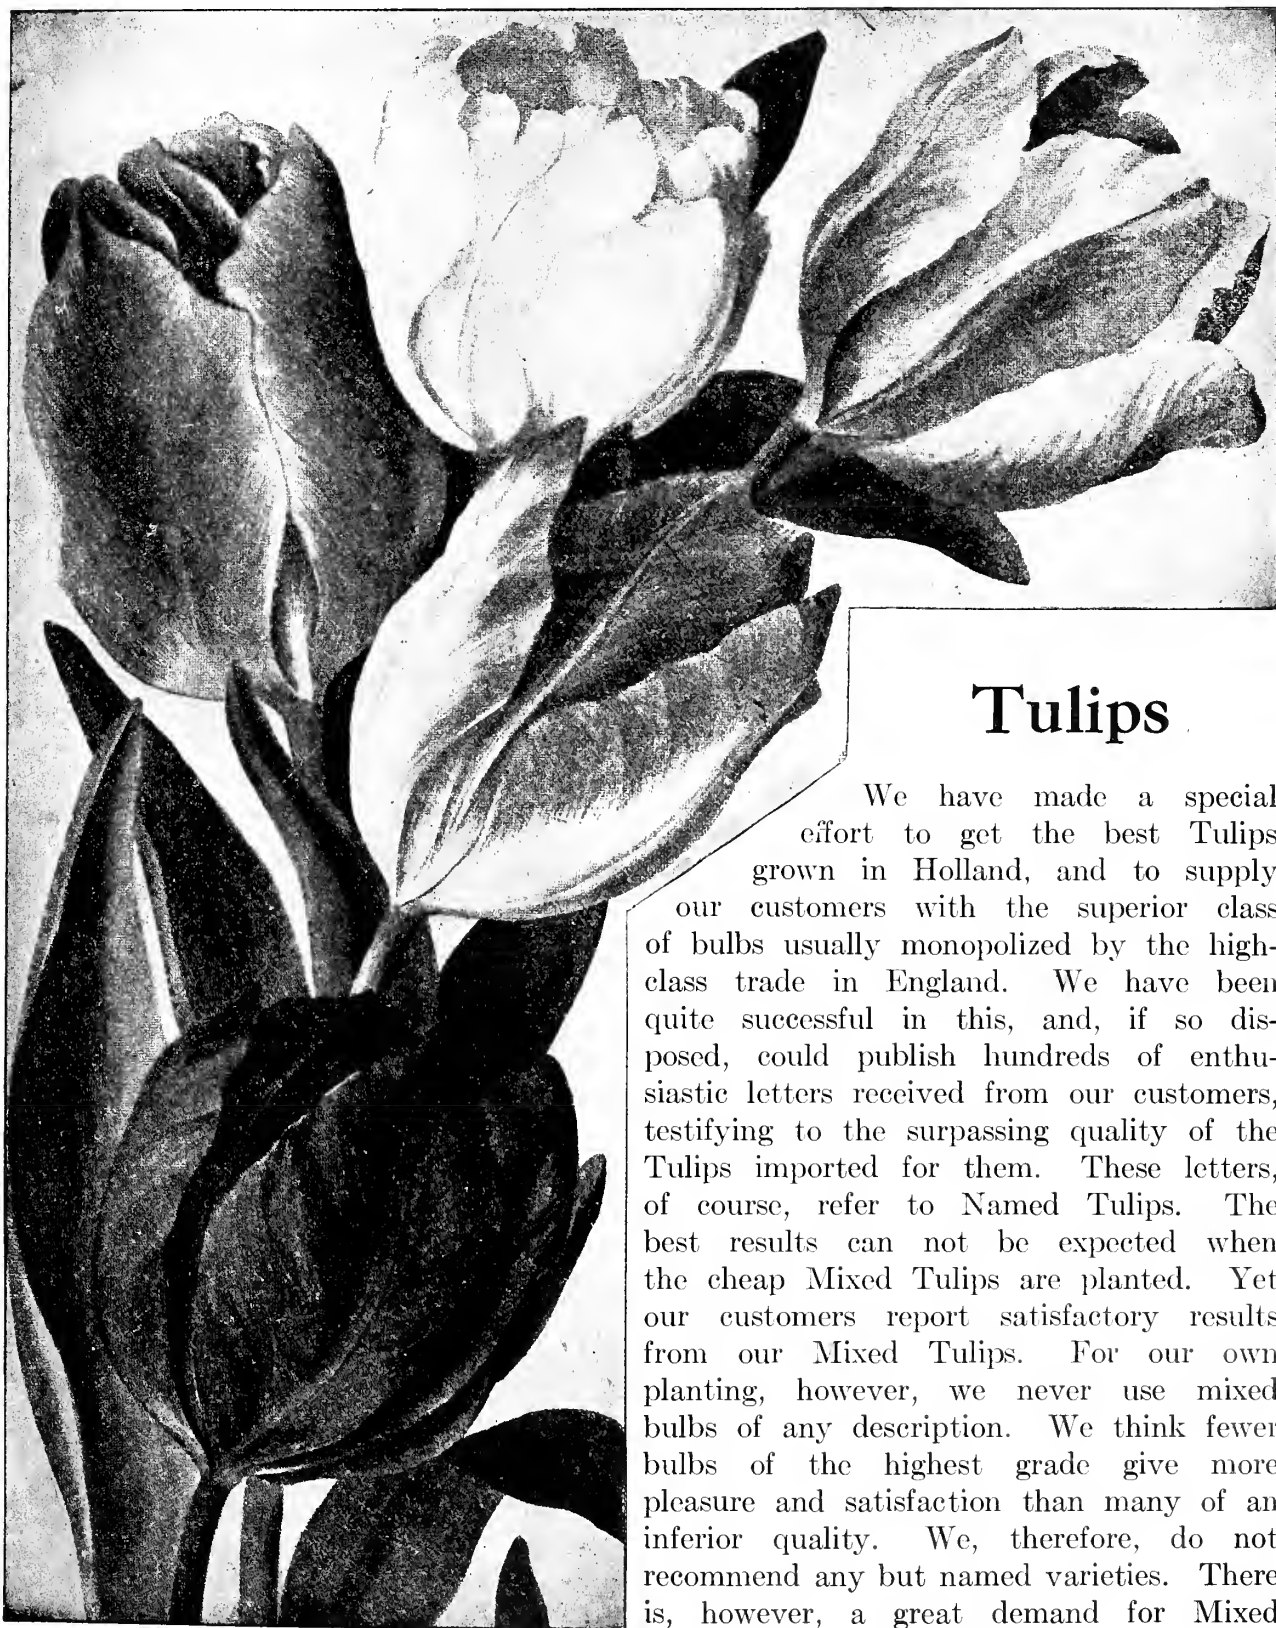 Tulips
We have made a special
effort to get the best Tulips
grown in Holland, and to supply
our customers with the superior class
of bulbs usually monopolized by the high-
class trade in England. We have been
quite successful in this, and, if so dis-
posed, could publish hundreds of enthu-
siastic letters received from our customers,
testifying to the surpassing quality of the
Tulips imported for them. These letters,
of course, refer to Named Tulips. The
best results can not be expected when
the cheap Mixed Tulips are planted. Yet
our customers report satisfactory results
from our Mixed Tulips. For our own
planting, however, we never use mixed
bulbs of any description. We think fewer
bulbs of the highest grade give more
pleasure and satisfaction than many of an
inferior quality. We, therefore, do not
recommend any but named varieties. There
is, however, a great demand for Mixed